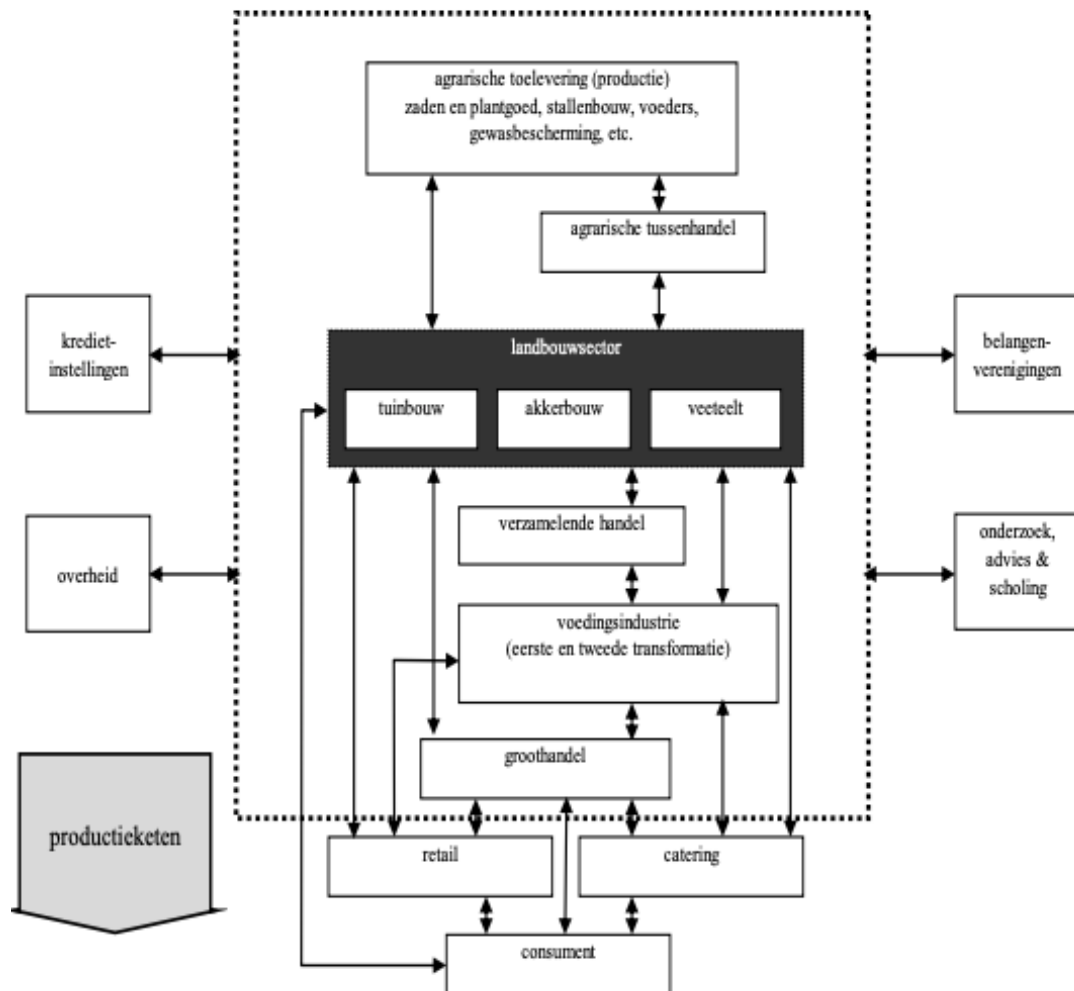 agrarische toelevering (productie)
zaden en plantgoed, stallenbouw, voeders,
gewasbescherming, etc.
agrarische tussenhandel
krediet-
instellingen
landbouwsector
belangen-
verenigingen
tuinbouw
akkerbouw
veeteelt
overheid
verzamelende handel
onderzoek,
advies &
scholing
voedingsindustrie
(eerste en tweede transformatie)
groothandel
productieketen
retail
catering
consument